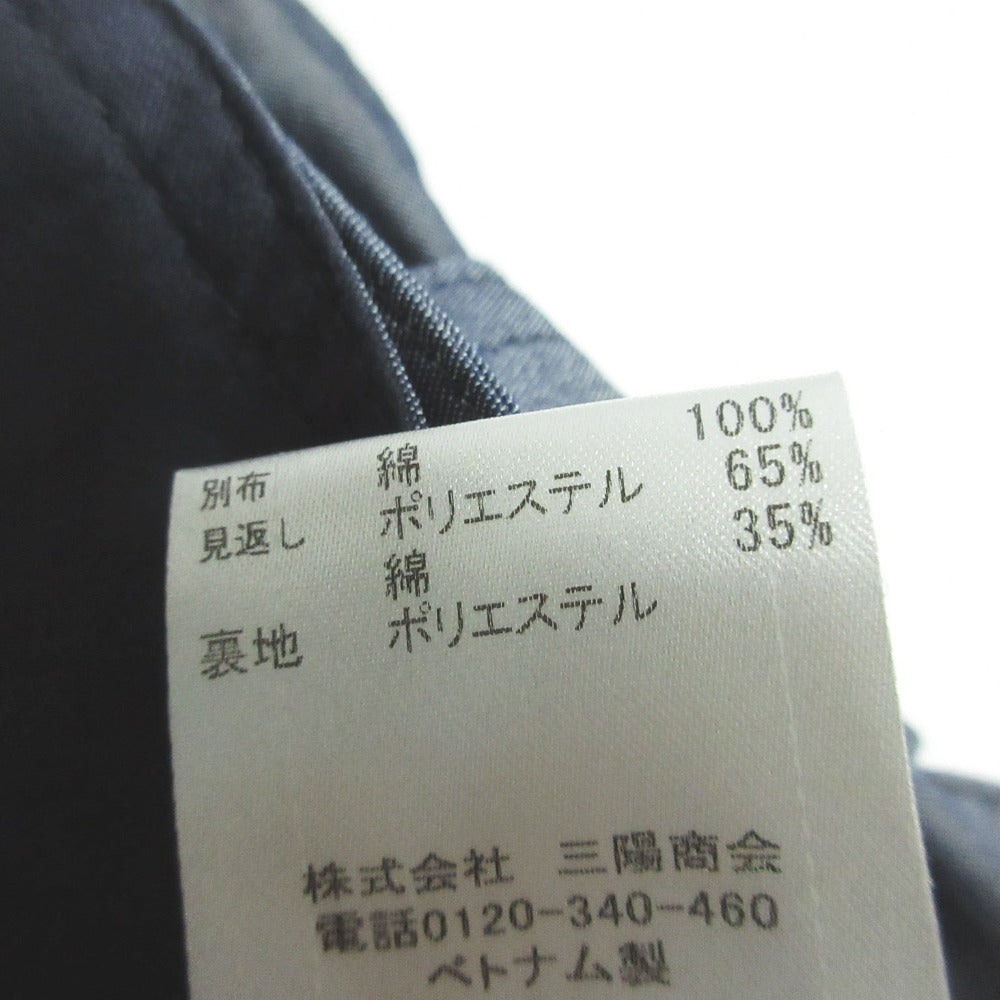 別布 綿 100%
見返し ポリエステル 65%
綿 35%
裏地 ポリエステル
株式会社 三陽商会
電話0120-340-460
ベトナム製